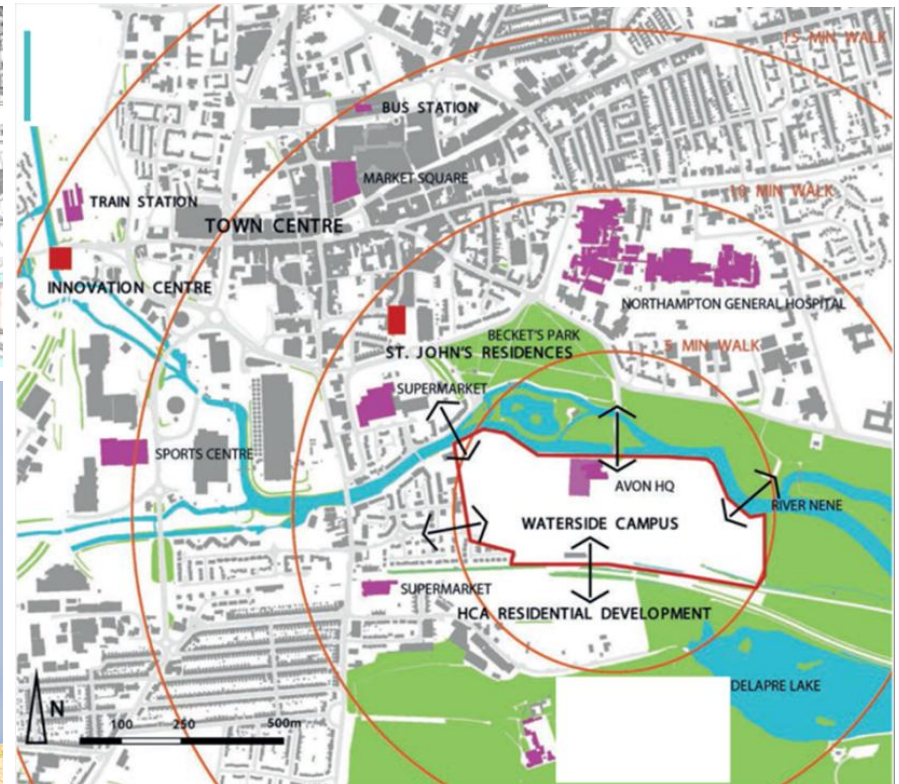 15 MIN WALK
BUS STATION
MARKET SQUARE
10 MIN WALK
TRAIN STATION
TOWN CENTRE
INNOVATION CENTRE
NORTHAMPTON GENERAL HOSPITAL
BECKET'S PARK
5 MIN WALK
ST. JOHN'S RESIDENCES
SUPERMARKET
SPORTS CENTRE
AVON HQ
RIVER NENE
WATERSIDE CAMPUS
SUPERMARKET
HCA RESIDENTIAL DEVELOPMENT
DELAPRE LAKE
N
100 250 500m